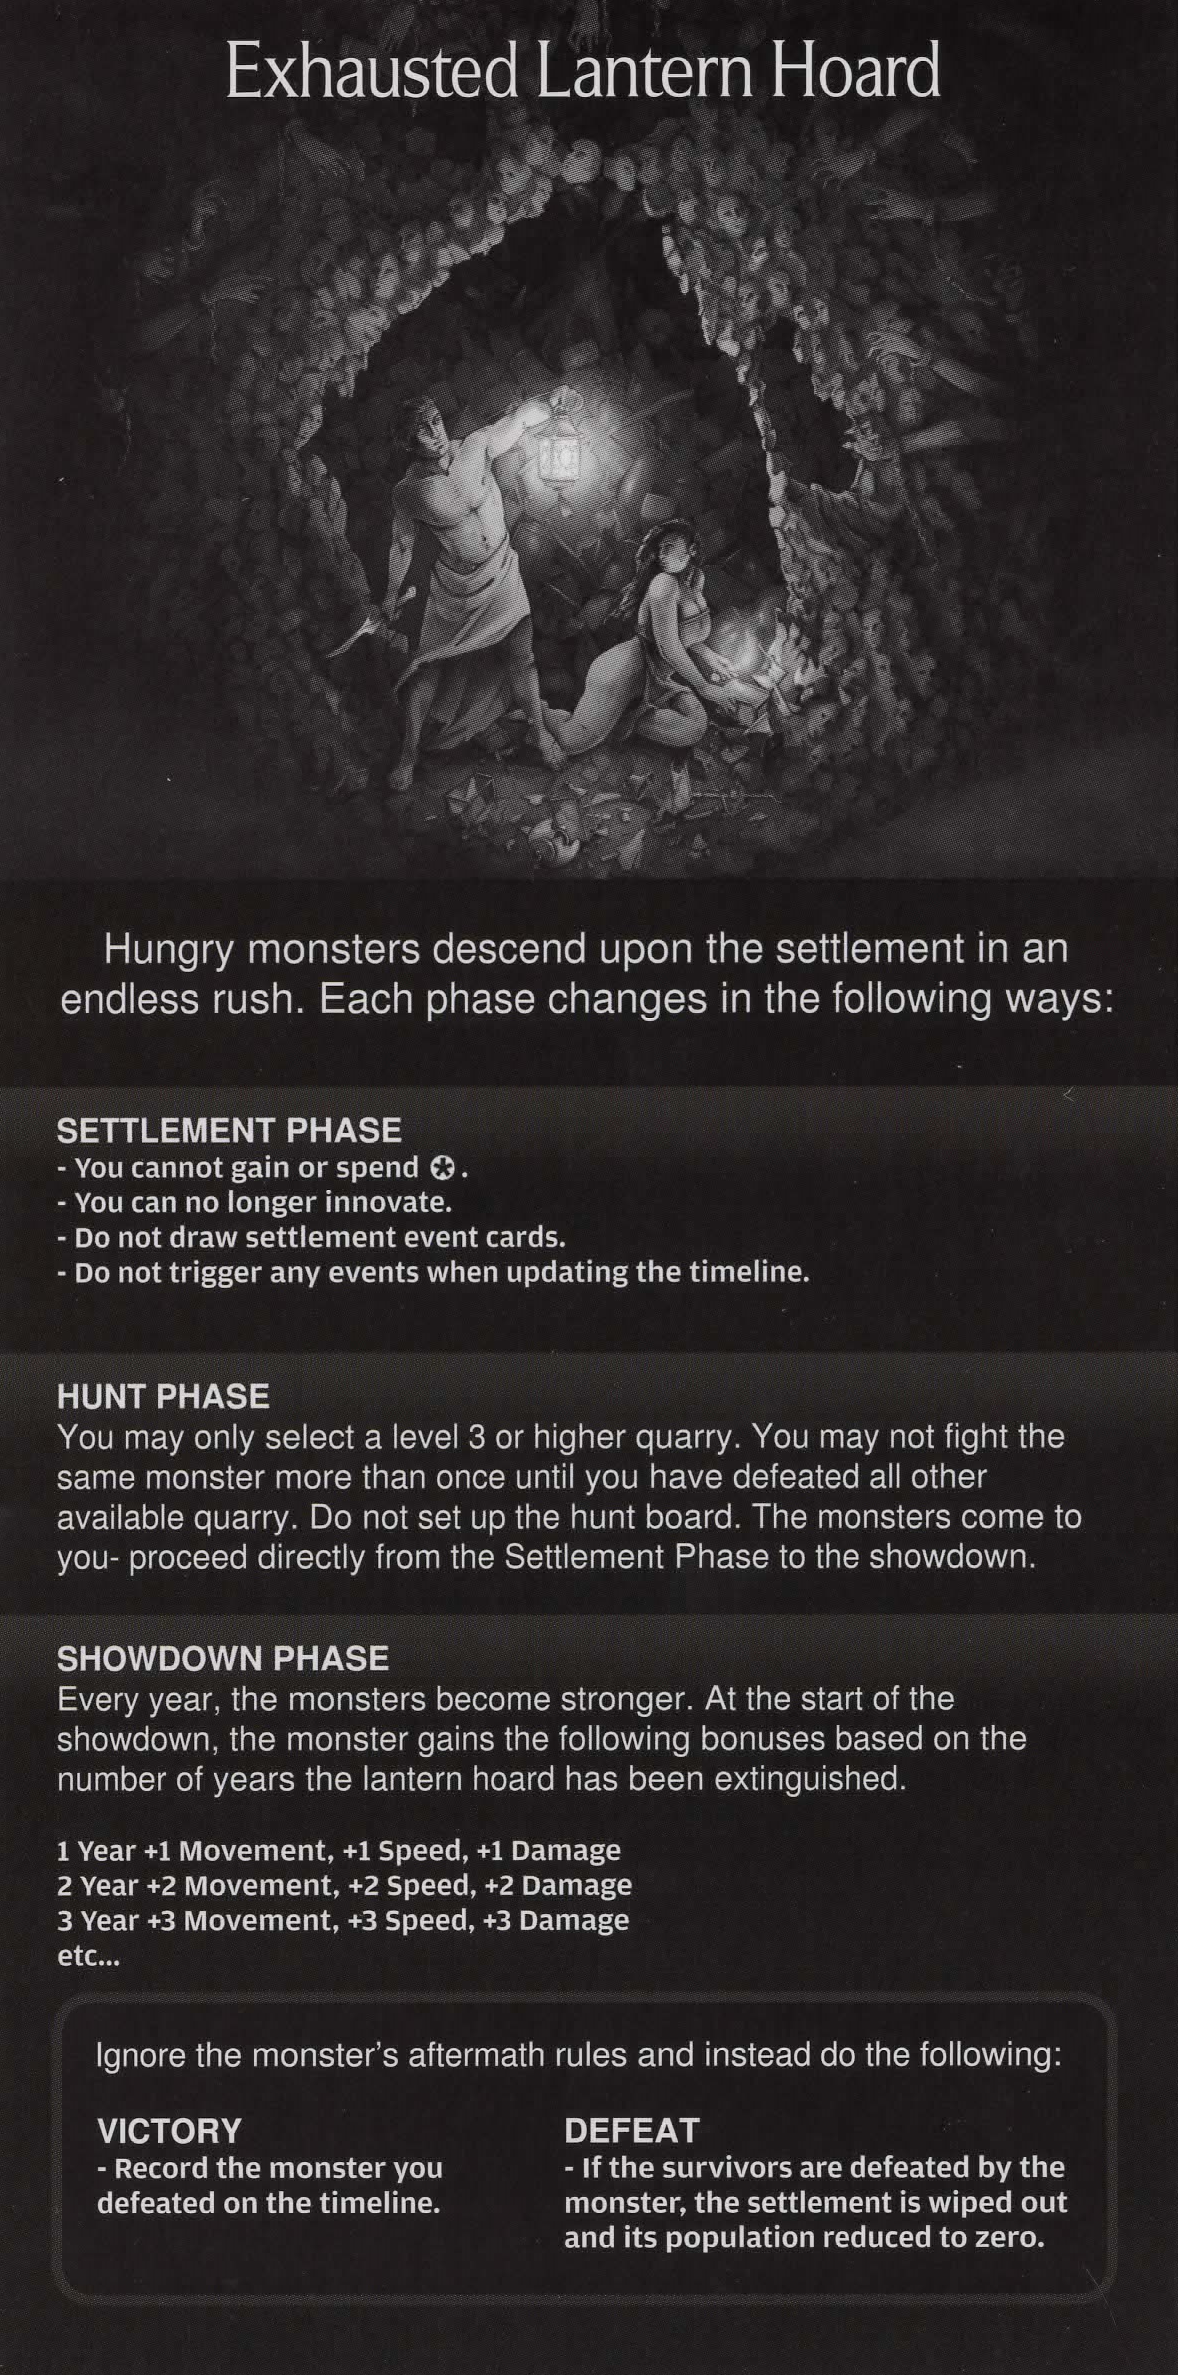 Exhausted Lantern Hoard
Hungry monsters descend upon the settlement in an
endless rush. Each phase changes in the following ways:
SETTLEMENT PHASE
- You cannot gain or spend .
- You can no longer innovate.
- Do not draw settlement event cards.
- Do not trigger any events when updating the timeline.
HUNT PHASE
You may only select a level 3 or higher quarry. You may not fight the
same monster more than once until you have defeated all other
available quarry. Do not set up the hunt board. The monsters come to
you- proceed directly from the Settlement Phase to the showdown.
SHOWDOWN PHASE
Every year, the monsters become stronger. At the start of the
showdown, the monster gains the following bonuses based on the
number of years the lantern hoard has been extinguished.
1 Year +1 Movement, +1 Speed, +1 Damage
2 Year +2 Movement, +2 Speed, +2 Damage
3 Year +3 Movement, +3 Speed, +3 Damage
etc...
Ignore the monster's aftermath rules and instead do the following:
VICTORY
- Record the monster you
defeated on the timeline.
DEFEAT
- If the survivors are defeated by the
monster, the settlement is wiped out
and its population reduced to zero.